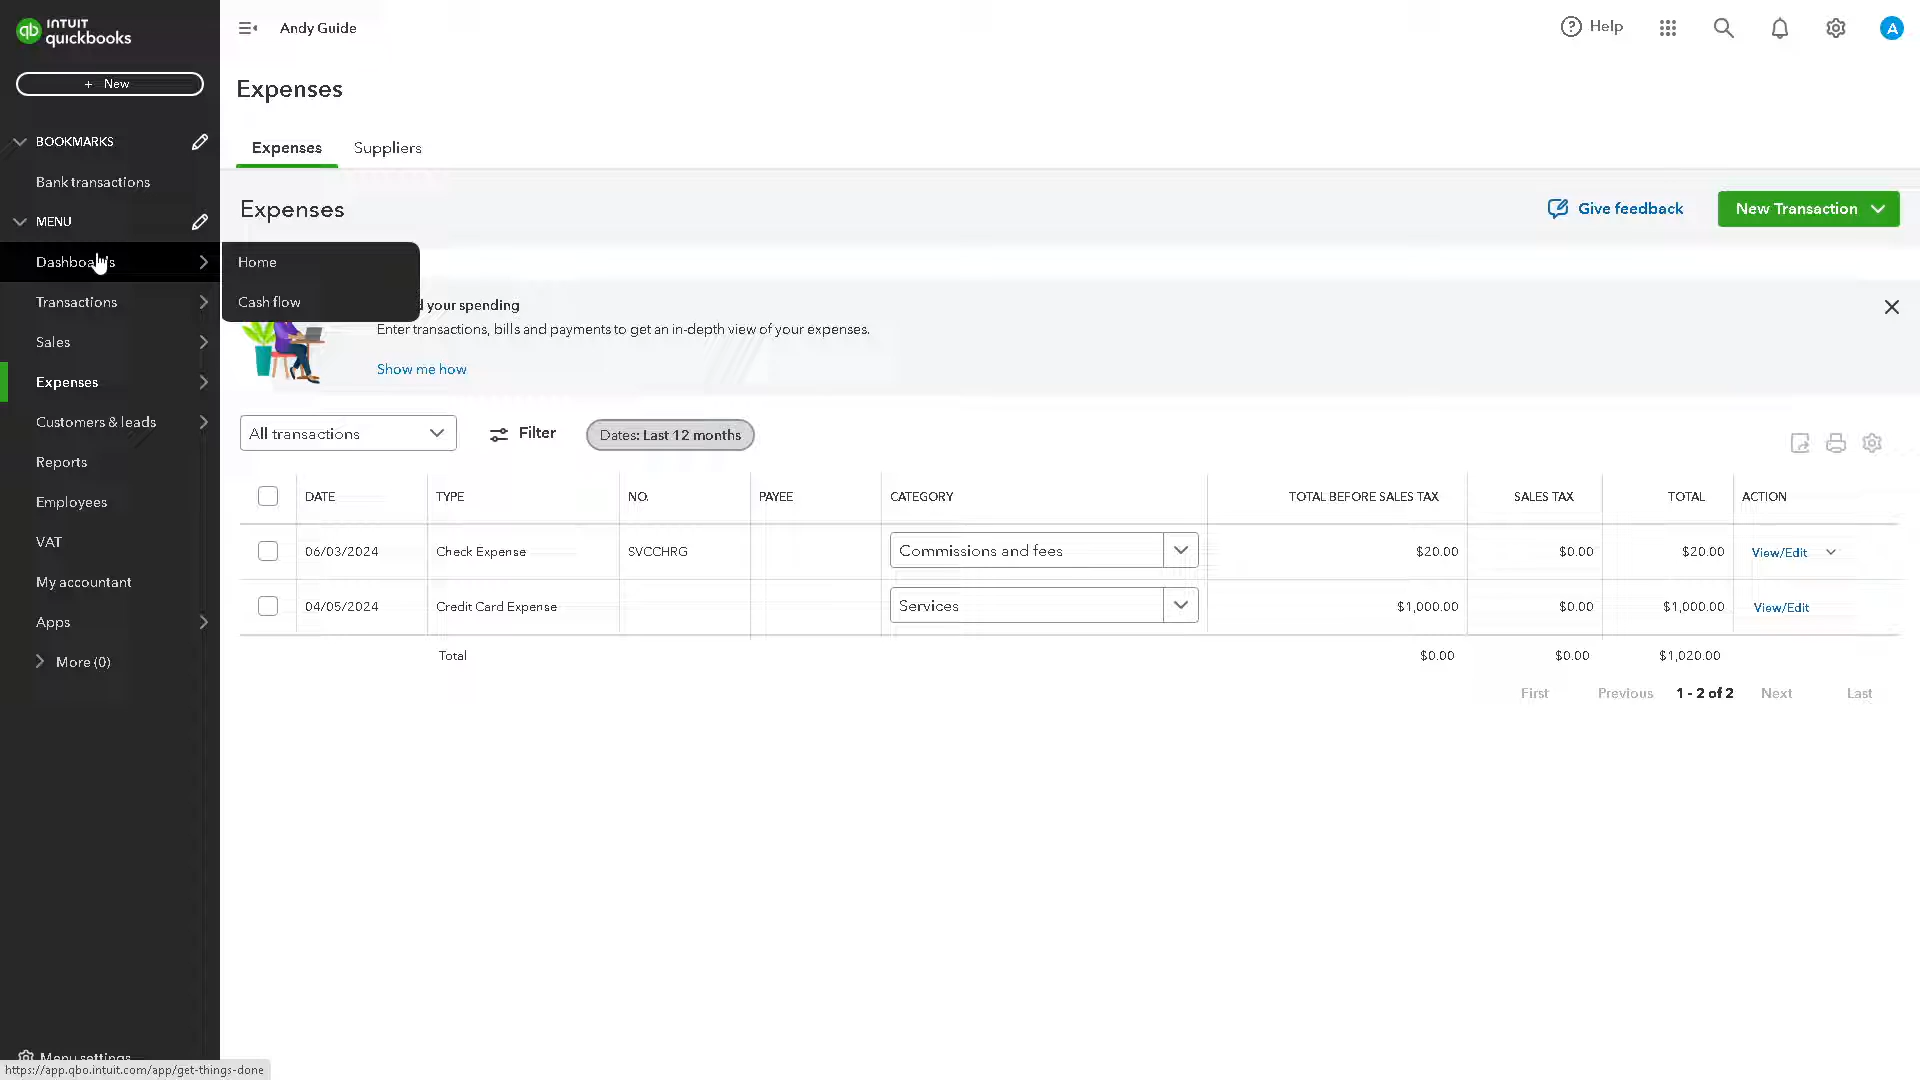 INTUIT
quickbooks
Andy Guide
Help
A
+ New
Expenses
BOOKMARKS
Expenses
Suppliers
Bank transactions
MENU
Expenses
Give feedback
New Transaction
Dashboards
Home
Transactions
Cash flow
your spending
Enter transactions, bills and payments to get an in-depth view of your expenses.
Show me how
Sales
Expenses
Customers & leads
Reports
Employees
VAT
My accountant
Apps
More (0)
All transactions
Filter
Dates: Last 12 months
DATE
TYPE
NO.
PAYEE
CATEGORY
TOTAL BEFORE SALES TAX
SALES TAX
TOTAL
ACTION
06/03/2024
Check Expense
SVCCHRG
Commissions and fees
$20.00
$0.00
$20.00
View/Edit
04/05/2024
Credit Card Expense
Services
$1,000.00
$0.00
$1,000.00
View/Edit
Total
$0.00
$0.00
$1,020.00
First
Previous
1 - 2 of 2
Next
Last
Menu settings
https://app.qbo.intuit.com/app/get-things-done